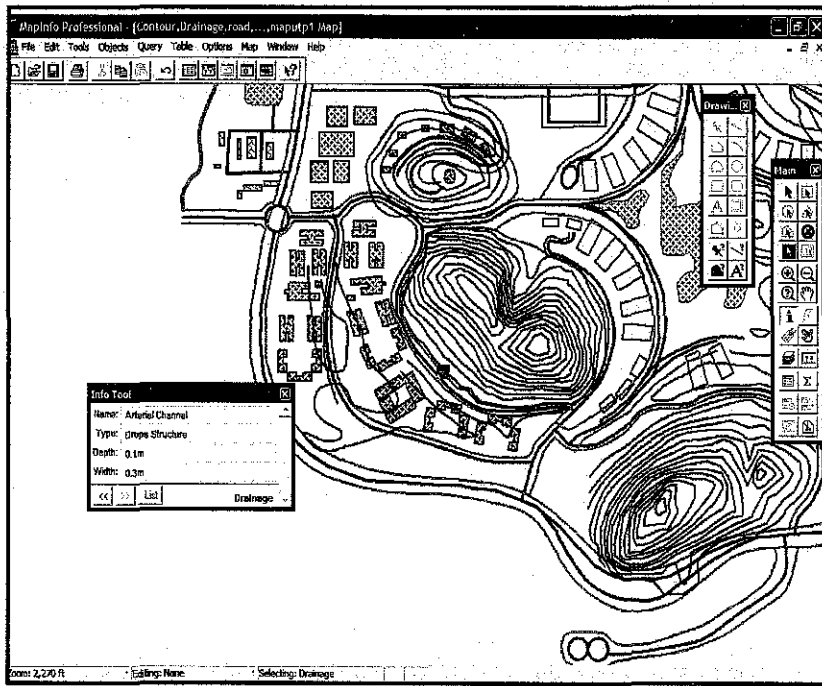 MapInfo Professional - [Contour,Drainage,road,...,maputp1 Map]
File Edit Tools Objects Query Table Options Map Window Help
Drawi...
Main
Info Tool
Name: Arterial Channel
Type: Drops Structure
Depth: 0.1m
Width: 0.3m
<< >> List Drainage
Zoom: 2,270 ft Editing: None Selecting: Drainage